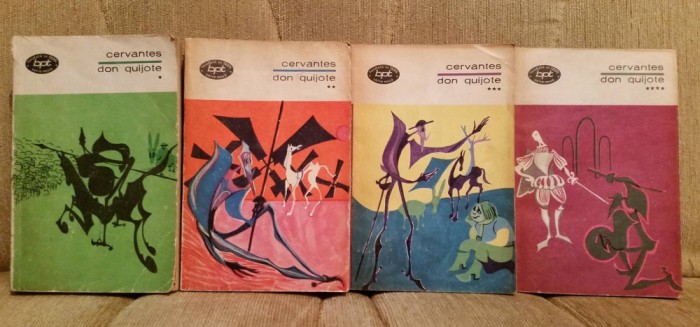 bpt
cervantes
don quijote
*
bpt
cervantes
don quijote
**
bpt
cervantes
don quijote
***
bpt
cervantes
don quijote
****